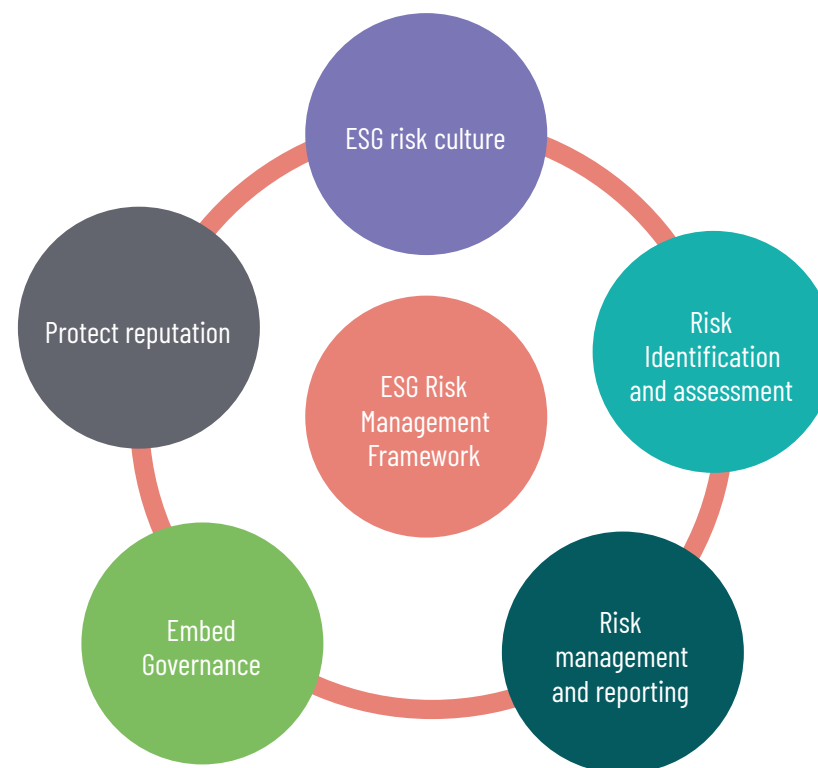 ESG risk culture
Risk
Identification
and assessment
Risk
management
and reporting
Embed
Governance
Protect reputation
ESG Risk
Management
Framework